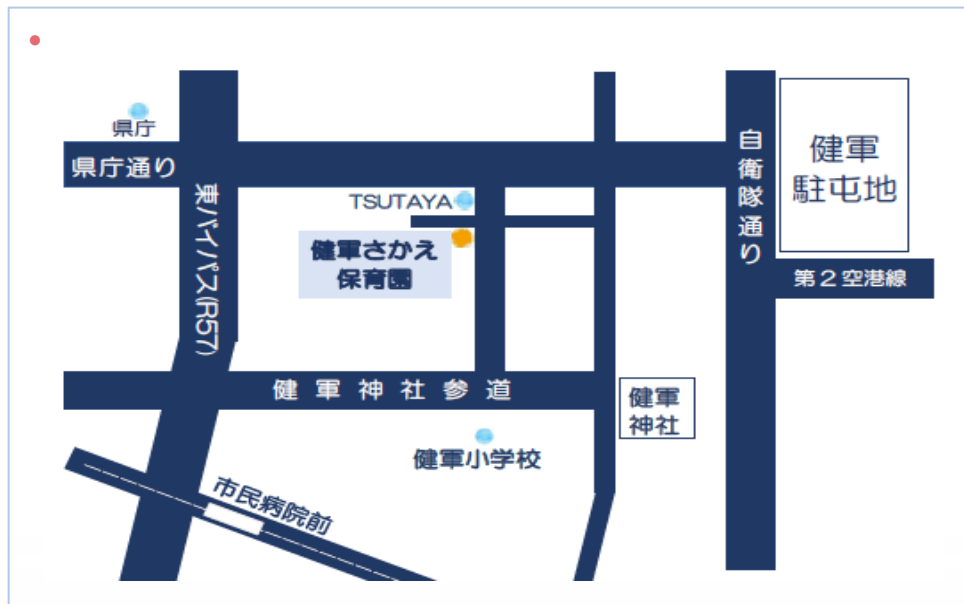 県庁
県庁通り
東バイパス(R57)
TSUTAYA
健軍さかえ
保育園
自衛隊通り
健軍
駐屯地
第2空港線
健軍神社参道
健軍
神社
健軍小学校
市民病院前